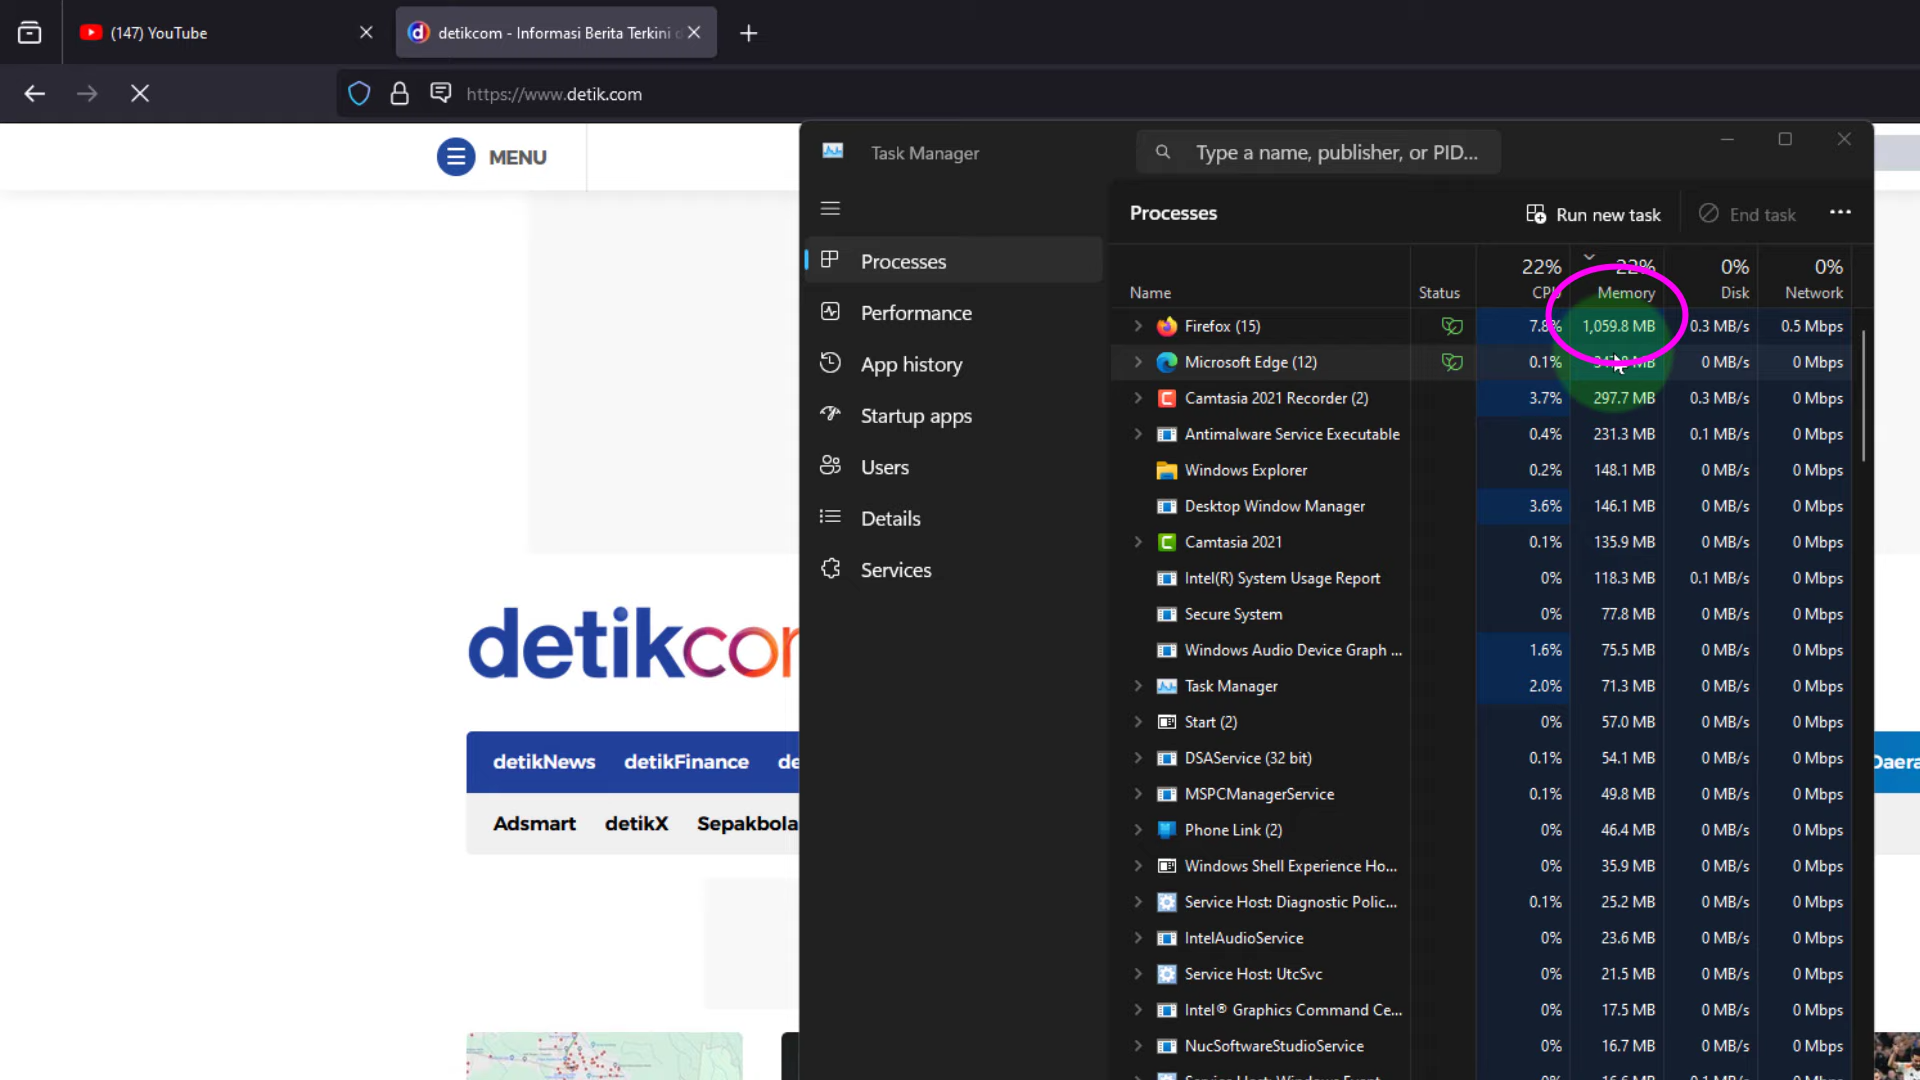 (147) YouTube
detikcom - Informasi Berita Terkini d
https://www.detik.com
MENU
Task Manager
Type a name, publisher, or PID...
Processes
Run new task
End task
Processes
Performance
App history
Startup apps
Users
Details
Services
22% 22% 0% 0%
Name Status CPU Memory Disk Network
Firefox (15) 7.8% 1,059.8 MB 0.3 MB/s 0.5 Mbps
Microsoft Edge (12) 0.1% MB 0 MB/s 0 Mbps
Camtasia 2021 Recorder (2) 3.7% 297.7 MB 0.3 MB/s 0 Mbps
Antimalware Service Executable 0.4% 231.3 MB 0.1 MB/s 0 Mbps
Windows Explorer 0.2% 148.1 MB 0 MB/s 0 Mbps
Desktop Window Manager 3.6% 146.1 MB 0 MB/s 0 Mbps
Camtasia 2021 0.1% 135.9 MB 0 MB/s 0 Mbps
Intel(R) System Usage Report 0% 118.3 MB 0.1 MB/s 0 Mbps
Secure System 0% 77.8 MB 0 MB/s 0 Mbps
Windows Audio Device Graph ... 1.6% 75.5 MB 0 MB/s 0 Mbps
Task Manager 2.0% 71.3 MB 0 MB/s 0 Mbps
Start (2) 0% 57.0 MB 0 MB/s 0 Mbps
DSAService (32 bit) 0.1% 54.1 MB 0 MB/s 0 Mbps
MSPCManagerService 0.1% 49.8 MB 0 MB/s 0 Mbps
Phone Link (2) 0% 46.4 MB 0 MB/s 0 Mbps
Windows Shell Experience Ho... 0% 35.9 MB 0 MB/s 0 Mbps
Service Host: Diagnostic Polic... 0.1% 25.2 MB 0 MB/s 0 Mbps
IntelAudioService 0% 23.6 MB 0 MB/s 0 Mbps
Service Host: UtcSvc 0% 21.5 MB 0 MB/s 0 Mbps
Intel® Graphics Command Ce... 0% 17.5 MB 0 MB/s 0 Mbps
NucSoftwareStudioService 0% 16.7 MB 0 MB/s 0 Mbps
detikco
detikNews detikFinance de
Daera
Adsmart detikX Sepakbola